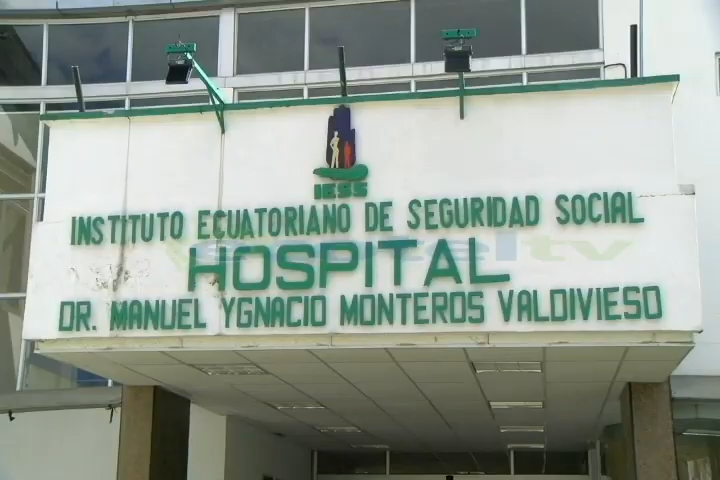 IESS
INSTITUTO ECUATORIANO DE SEGURIDAD SOCIAL
HOSPITAL
DR. MANUEL YGNACIO MONTEROS VALDIVIESO